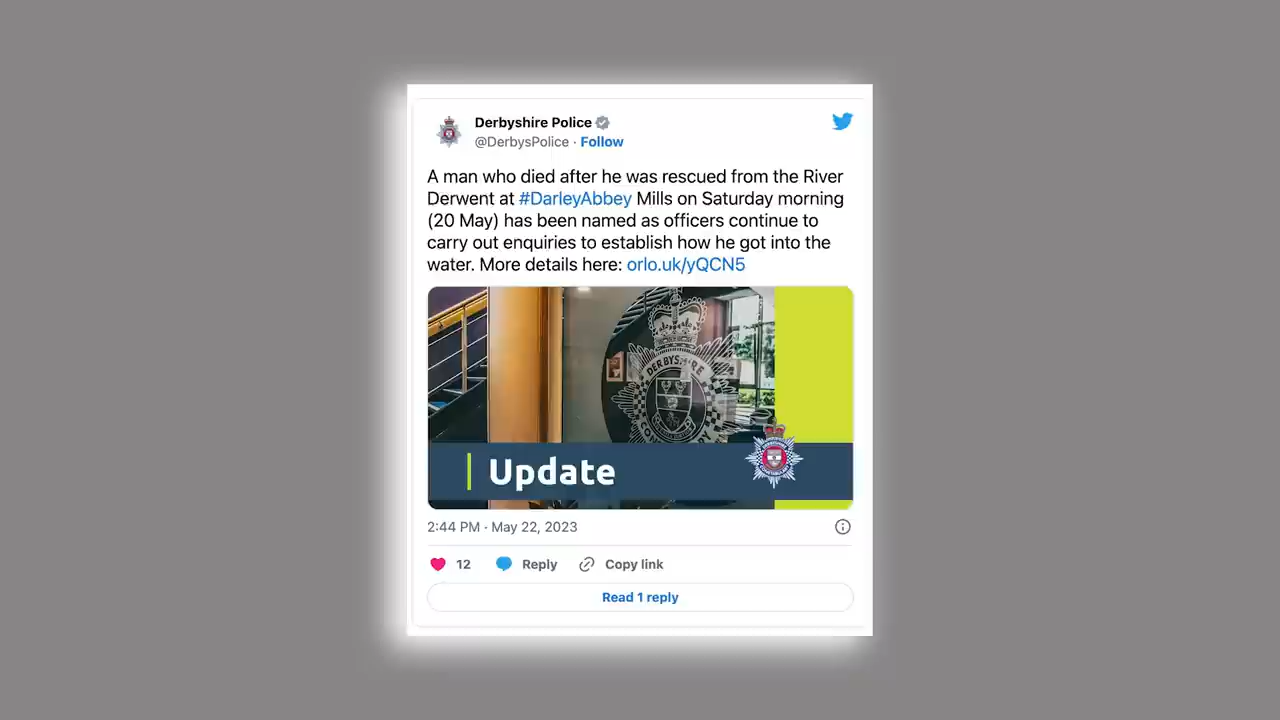 Derbyshire Police
@DerbysPolice · Follow
A man who died after he was rescued from the River
Derwent at #DarleyAbbey Mills on Saturday morning
(20 May) has been named as officers continue to
carry out enquiries to establish how he got into the
water. More details here: orlo.uk/yQCN5
DERBYSHIRE
Update
2:44 PM · May 22, 2023
12 Reply Copy link
Read 1 reply